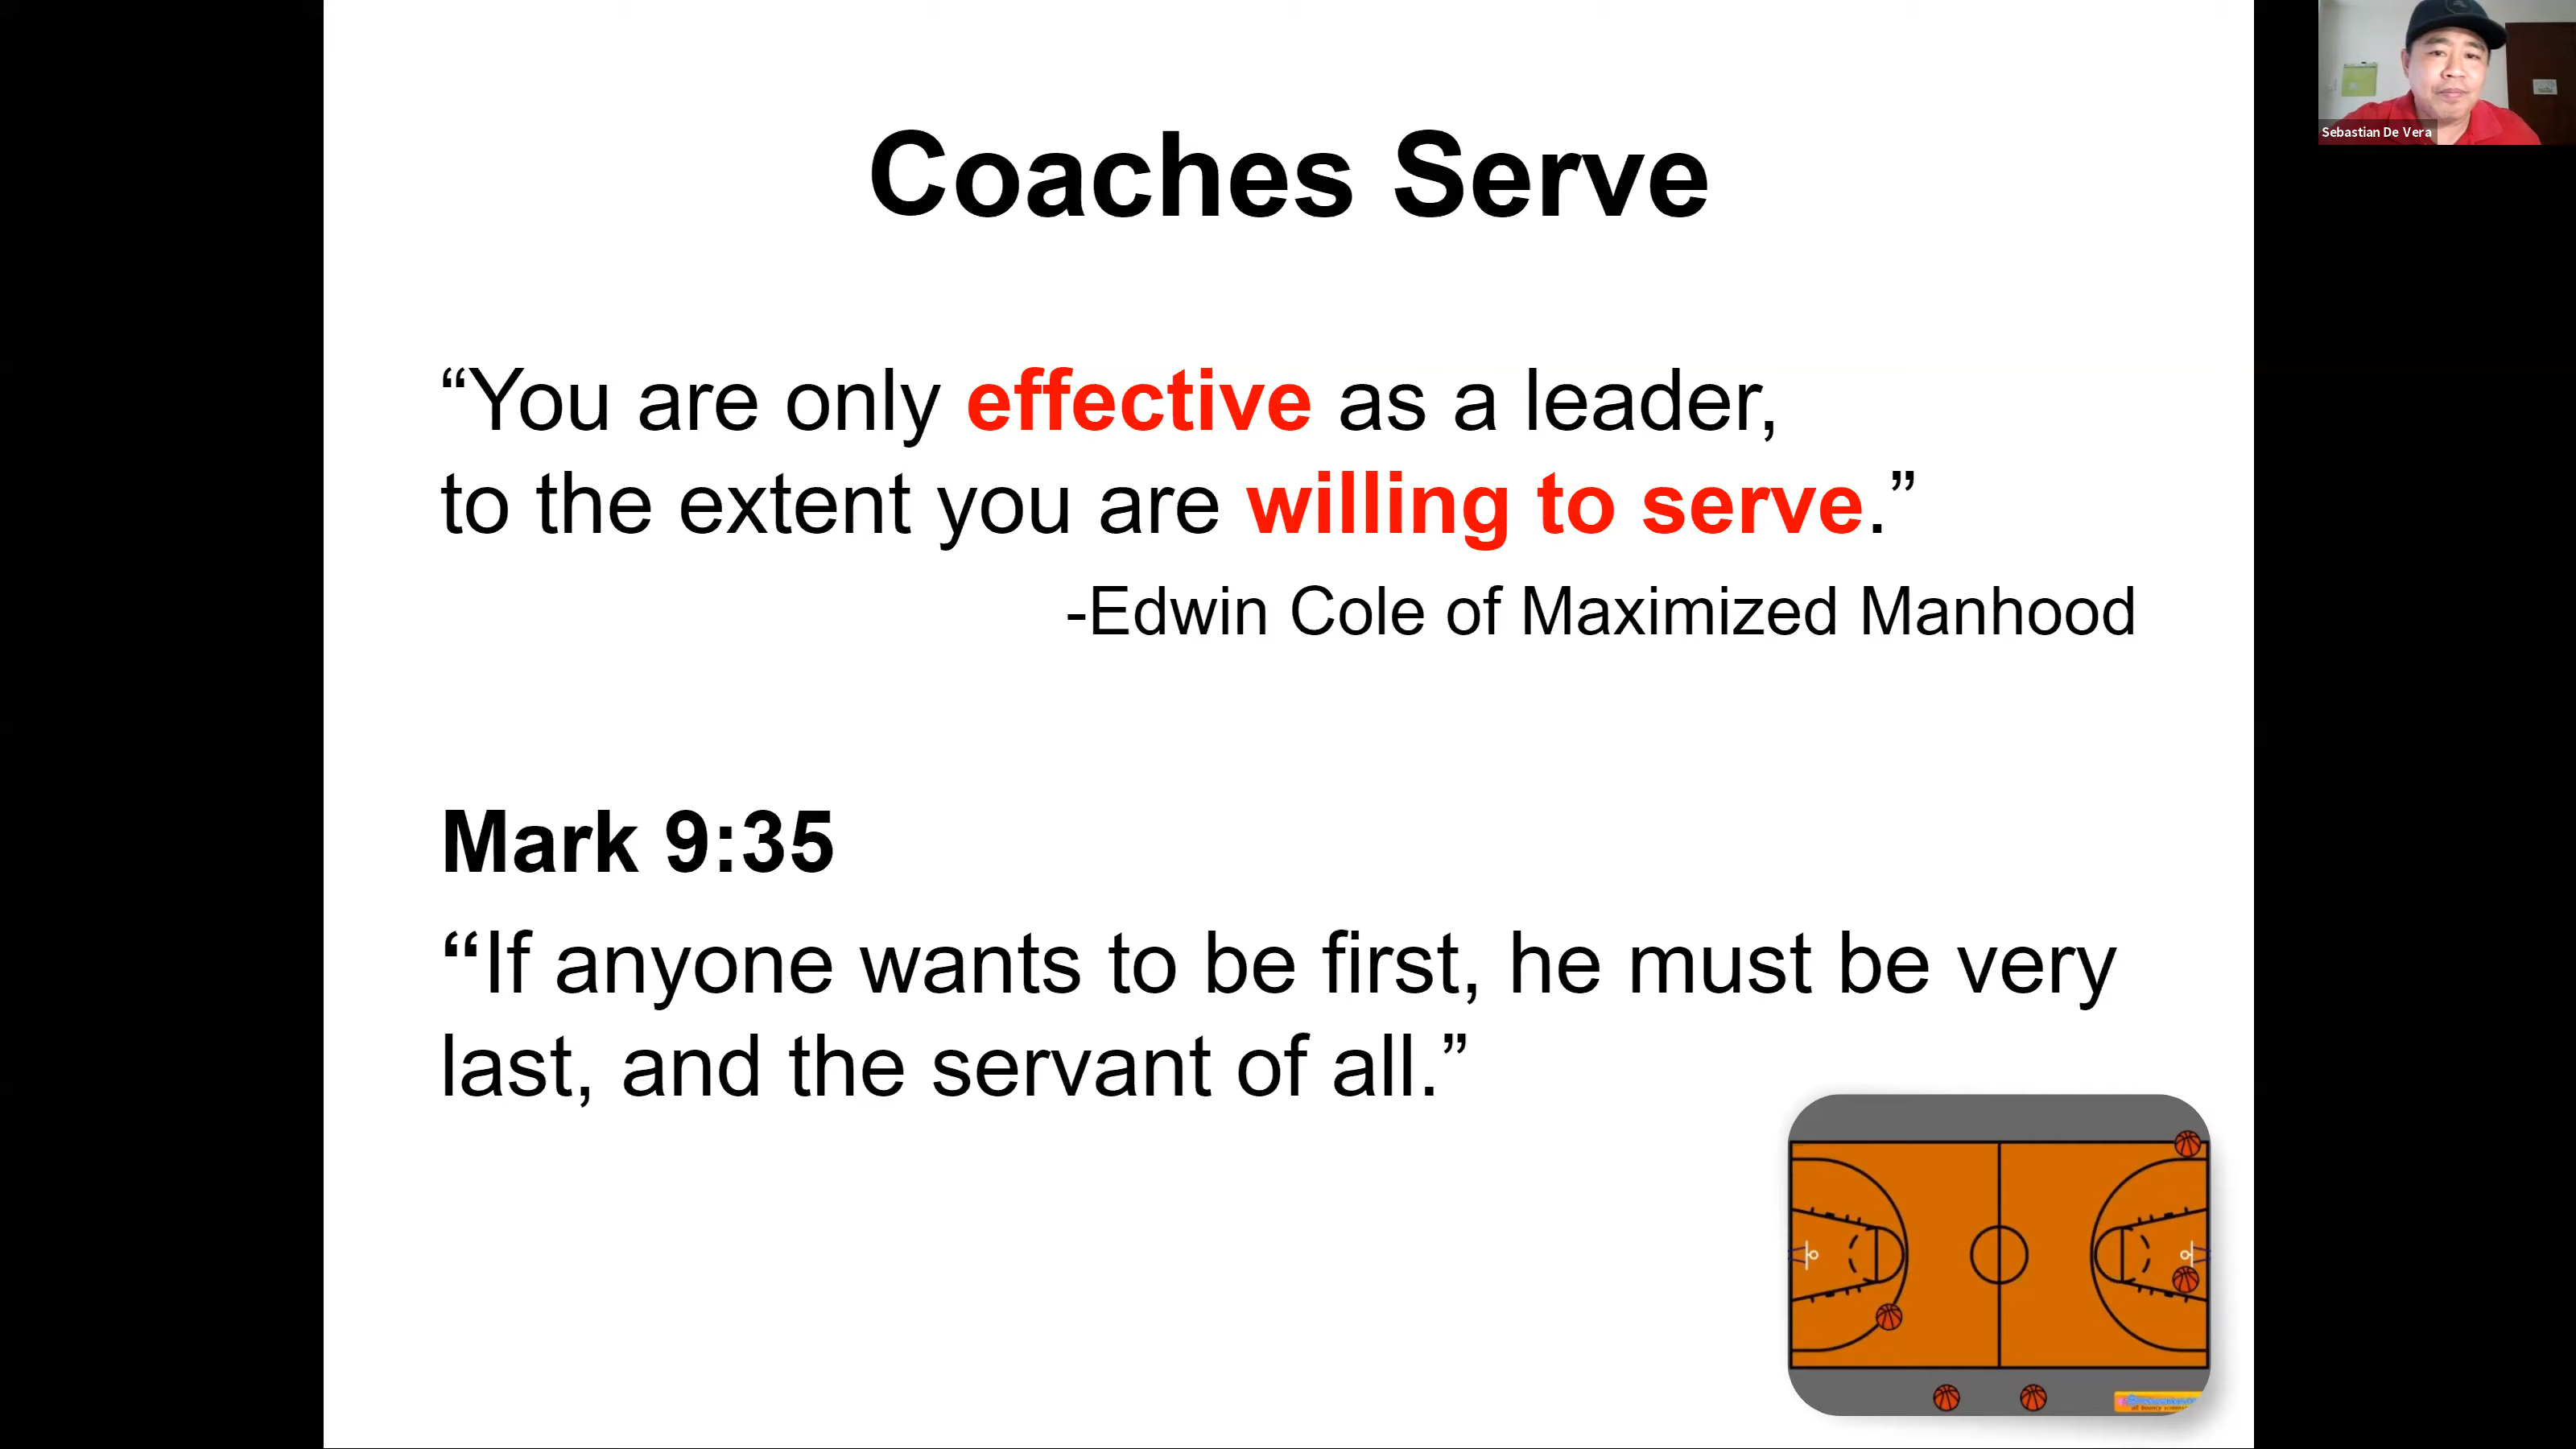 Coaches Serve
“You are only effective as a leader,
to the extent you are willing to serve.”
-Edwin Cole of Maximized Manhood
Mark 9:35
“If anyone wants to be first, he must be very
last, and the servant of all.”
Sebastian De Vera